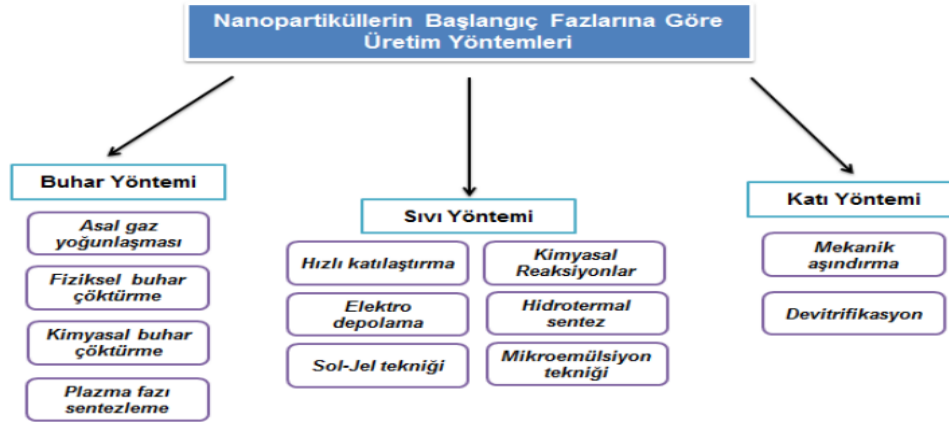 Nanopartiküllerin Başlangıç Fazlarına Göre
Üretim Yöntemleri
Buhar Yöntemi
Asal gaz
yoğunlaşması
Fiziksel buhar
çöktürme
Kimyasal buhar
çöktürme
Plazma fazı
sentezleme
Sıvı Yöntemi
Hızlı katılaştırma
Kimyasal
Reaksiyonlar
Elektro
depolama
Hidrotermal
sentez
Sol-Jel tekniği
Mikroemülsiyon
tekniği
Katı Yöntemi
Mekanik
aşındırma
Devitrifikasyon